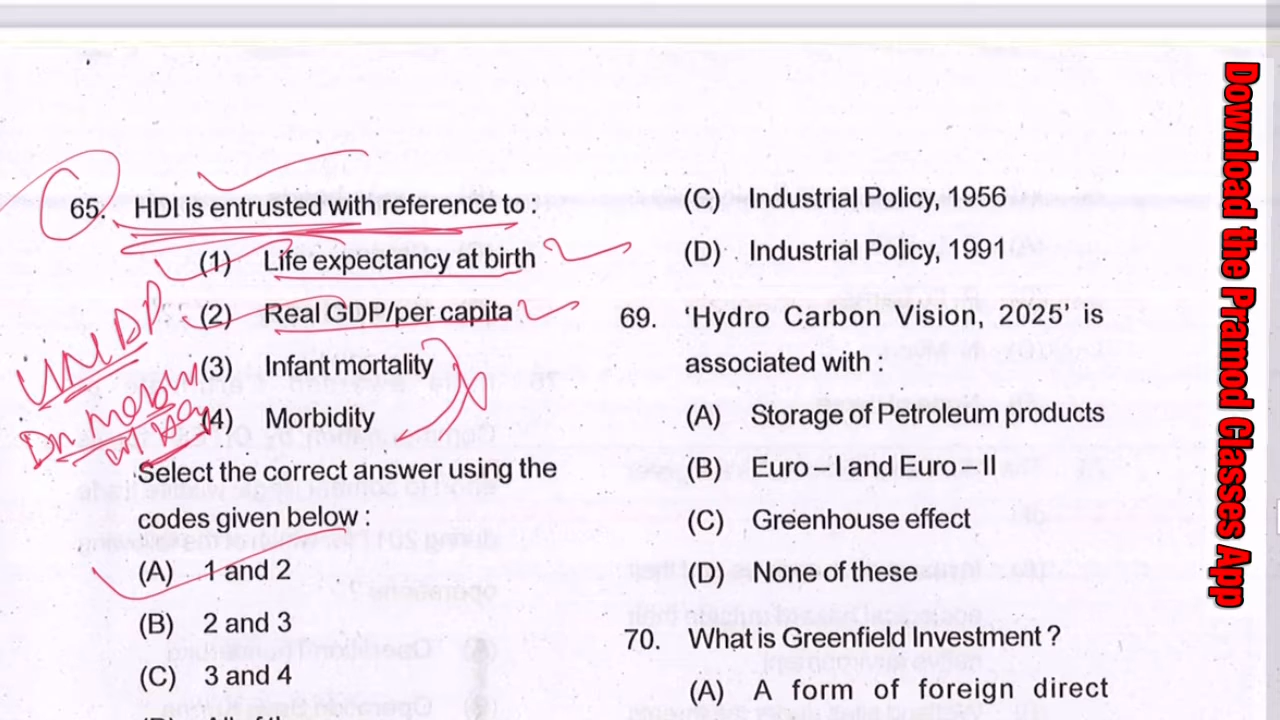 65. HDI is entrusted with reference to :
(1) Life expectancy at birth
(2) Real GDP/per capita
(3) Infant mortality
(4) Morbidity
Select the correct answer using the
codes given below :
(A) 1 and 2
(B) 2 and 3
(C) 3 and 4
UNDP
(C) Industrial Policy, 1956
(D) Industrial Policy, 1991
69. ‘Hydro Carbon Vision, 2025’ is
associated with :
(A) Storage of Petroleum products
(B) Euro – I and Euro – II
(C) Greenhouse effect
(D) None of these
70. What is Greenfield Investment ?
(A) A form of foreign direct
Download the Pramod Classes App